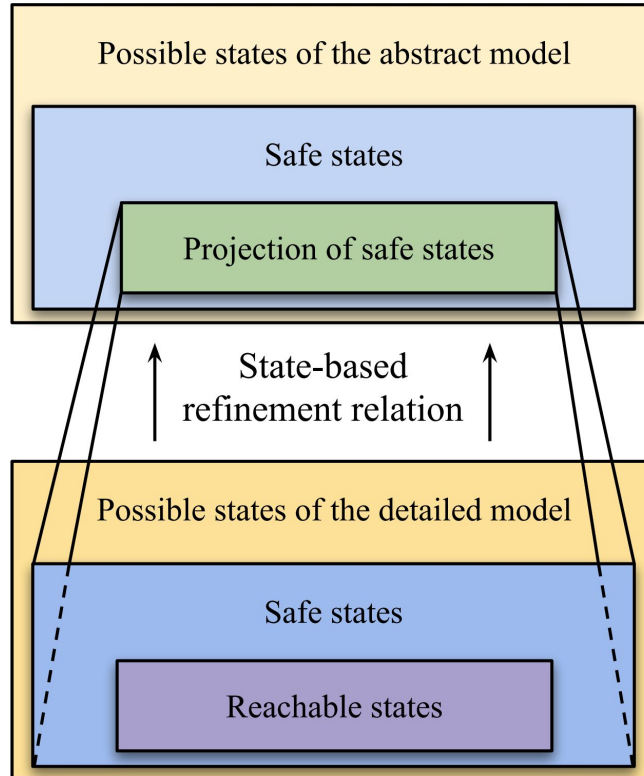 Possible states of the abstract model
Safe states
Projection of safe states
State-based
refinement relation
Possible states of the detailed model
Safe states
Reachable states